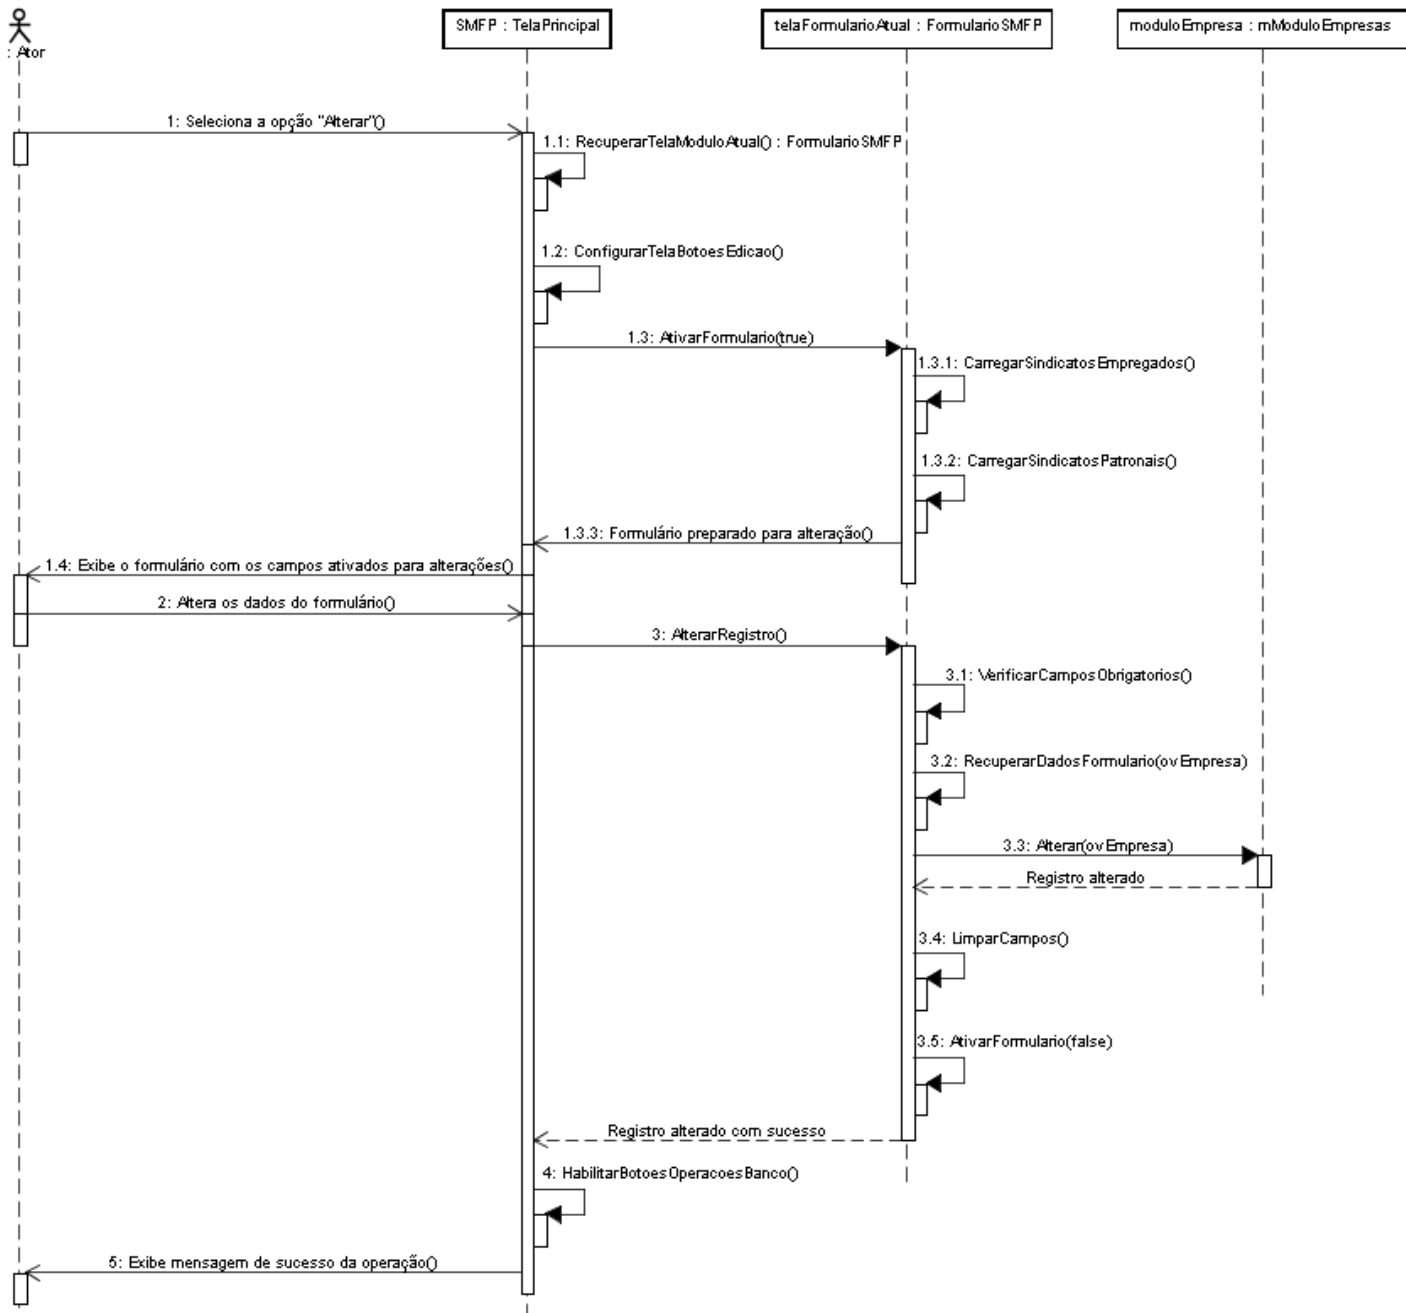 : Ator
SMFP : TelaPrincipal
telaFormularioAtual : FormularioSMFP
moduloEmpresa : mModuloEmpresas
1: Seleciona a opção "Alterar"()
1.1: RecuperarTelaModuloAtual() : FormularioSMFP
1.2: ConfigurarTelaBotoesEdicao()
1.3: AtivarFormulario(true)
1.3.1: CarregarSindicatosEmpregados()
1.3.2: CarregarSindicatosPatronais()
1.3.3: Formulário preparado para alteração()
1.4: Exibe o formulário com os campos ativados para alterações()
2: Altera os dados do formulário()
3: AlterarRegistro()
3.1: VerificarCamposObrigatorios()
3.2: RecuperarDadosFormulario(ovEmpresa)
3.3: Alterar(ovEmpresa)
Registro alterado
3.4: LimparCampos()
3.5: AtivarFormulario(false)
Registro alterado com sucesso
4: HabilitarBotoesOperacoesBanco()
5: Exibe mensagem de sucesso da operação()